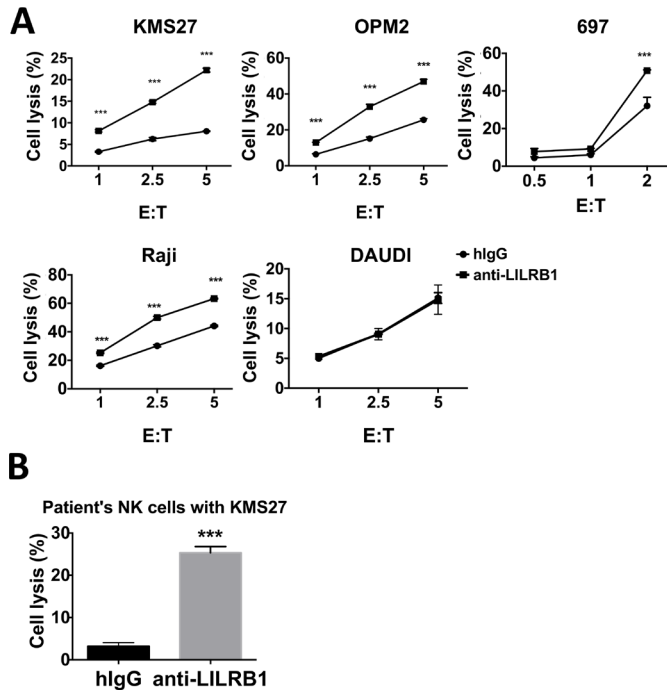 A
KMS27
OPM2
697
Cell lysis (%)
25
20
15
10
5
0
***
***
***
1 2.5 5
E:T
Cell lysis (%)
60
40
20
0
***
***
***
1 2.5 5
E:T
Cell lysis (%)
60
40
20
0
***
0.5 1 2
E:T
Raji
DAUDI
Cell lysis (%)
80
60
40
20
0
***
***
***
1 2.5 5
E:T
Cell lysis (%)
20
15
10
5
0
1 2.5 5
E:T
hIgG
anti-LILRB1
B
Patient's NK cells with KMS27
Cell lysis (%)
30
20
10
0
***
hIgG anti-LILRB1